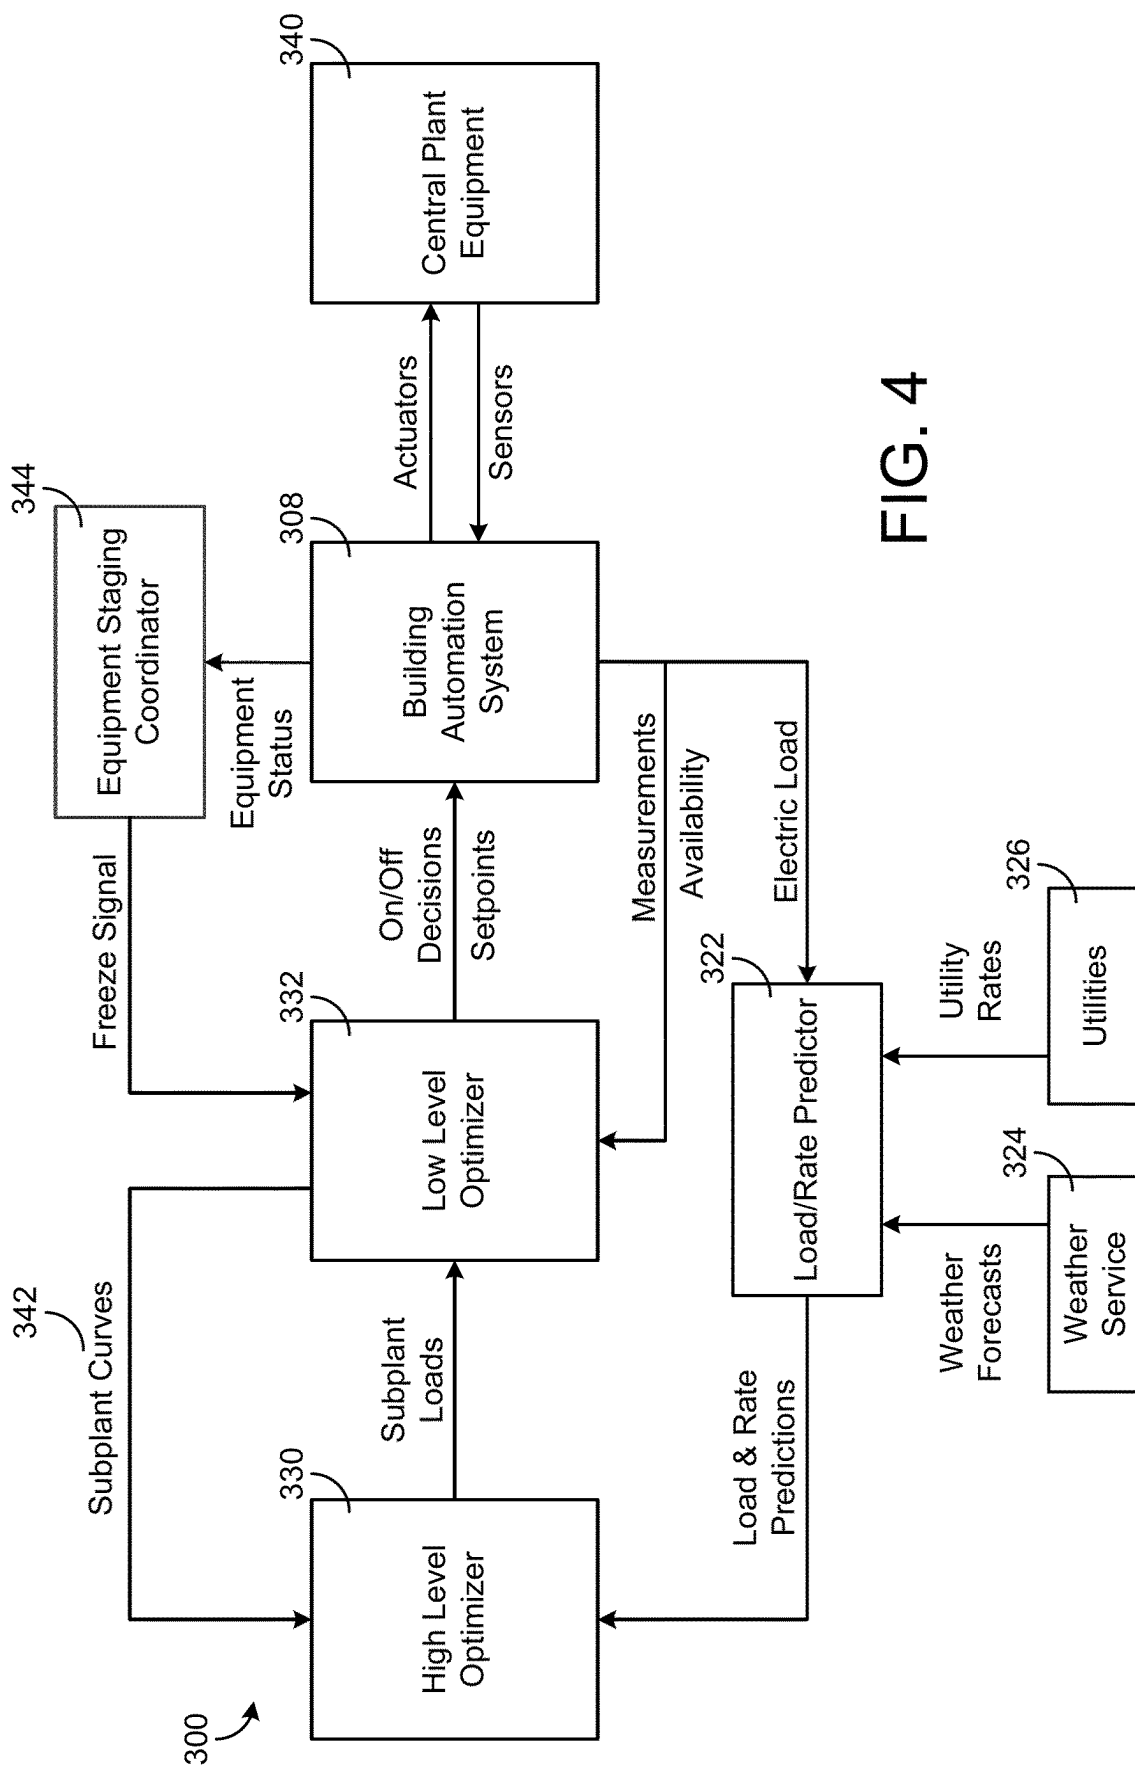 300
342
Subplant Curves
Freeze Signal
344
Equipment Staging
Coordinator
Equipment
Status
330
High Level
Optimizer
Subplant
Loads
332
Low Level
Optimizer
On/Off
Decisions
Setpoints
308
Building
Automation
System
Actuators
Sensors
340
Central Plant
Equipment
Measurements
Availability
Electric Load
Load & Rate
Predictions
322
Load/Rate Predictor
Weather
Forecasts
Utility
Rates
324
Weather
Service
326
Utilities
FIG. 4